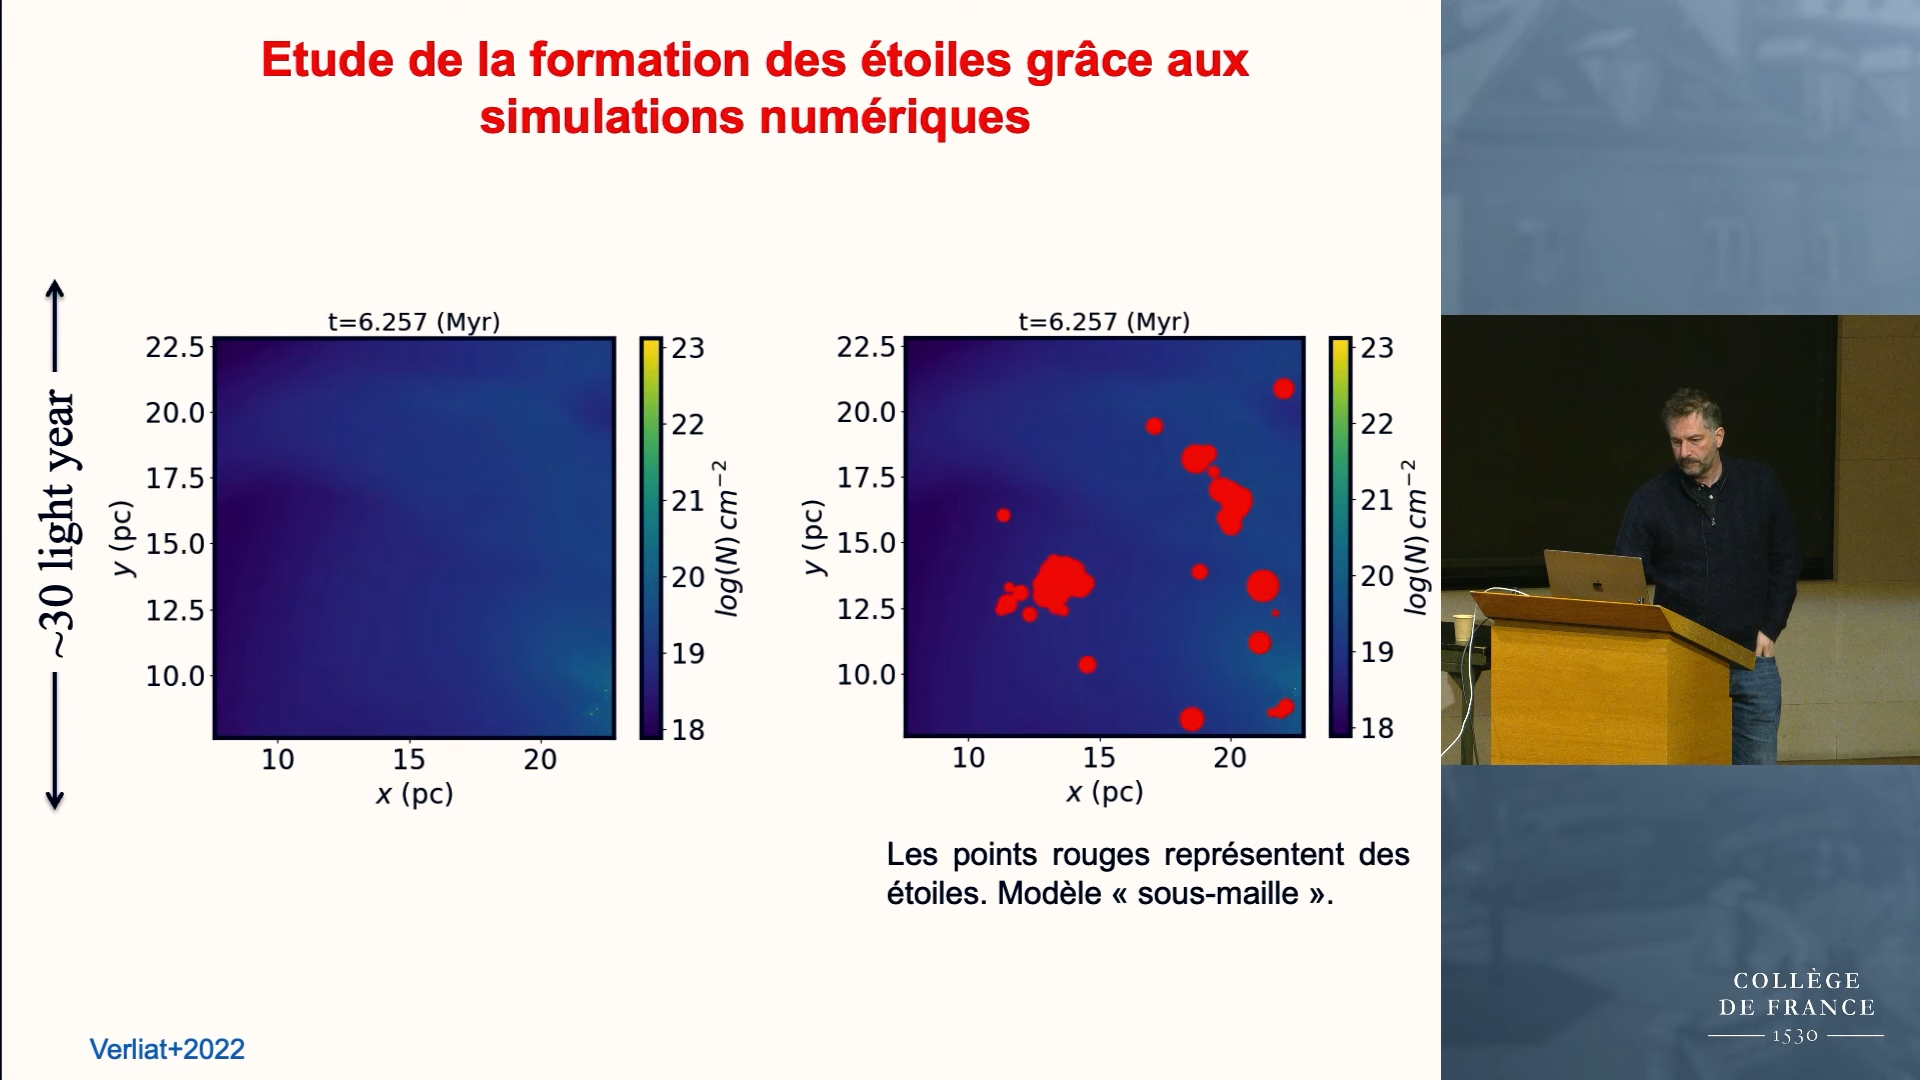 Etude de la formation des étoiles grâce aux
simulations numériques
~30 light year
t=6.257 (Myr)
22.5
20.0
17.5
15.0
12.5
10.0
y (pc)
10 15 20
x (pc)
23
22
21
20
19
18
log(N) cm⁻²
t=6.257 (Myr)
22.5
20.0
17.5
15.0
12.5
10.0
y (pc)
10 15 20
x (pc)
23
22
21
20
19
18
log(N) cm⁻²
Les points rouges représentent des
étoiles. Modèle « sous-maille ».
Verliat+2022
COLLÈGE
DE FRANCE
1530